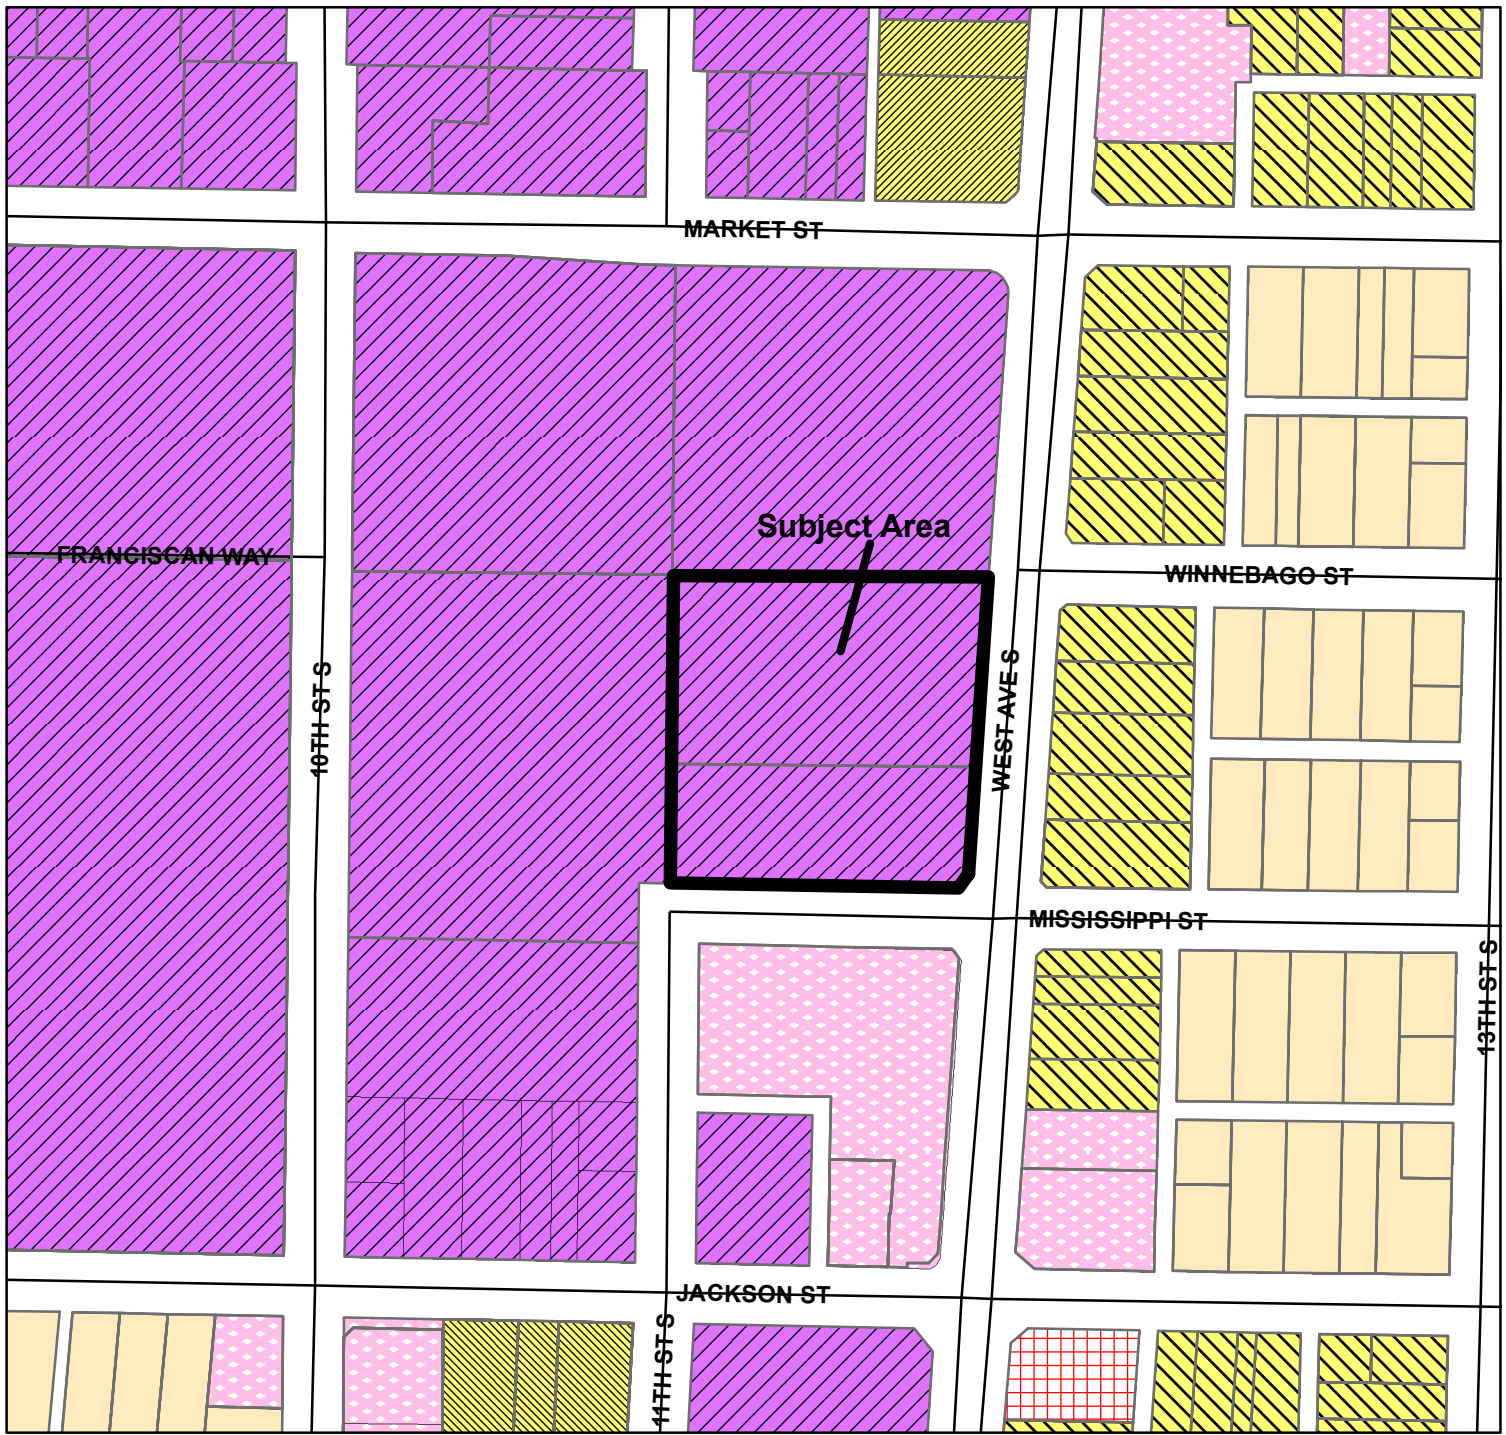 MARKET ST
Subject Area
FRANCISCAN WAY
WINNEBAGO ST
10TH ST S
WEST AVE S
MISSISSIPPI ST
13TH ST S
JACKSON ST
11TH ST S